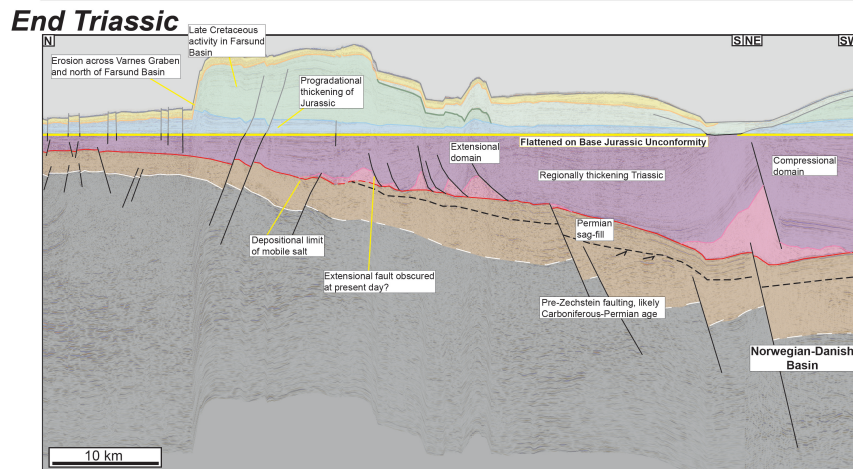 End Triassic
N
Late Cretaceous
activity in Farsund
Basin
S NE
SW
Erosion across Varnes Graben
and north of Farsund Basin
Progradational
thickening of
Jurassic
Flattened on Base Jurassic Unconformity
Extensional
domain
Compressional
domain
Regionally thickening Triassic
Permian
sag-fill
Depositional limit
of mobile salt
Extensional fault obscured
at present day?
Pre-Zechstein faulting, likely
Carboniferous-Permian age
Norwegian-Danish
Basin
10 km